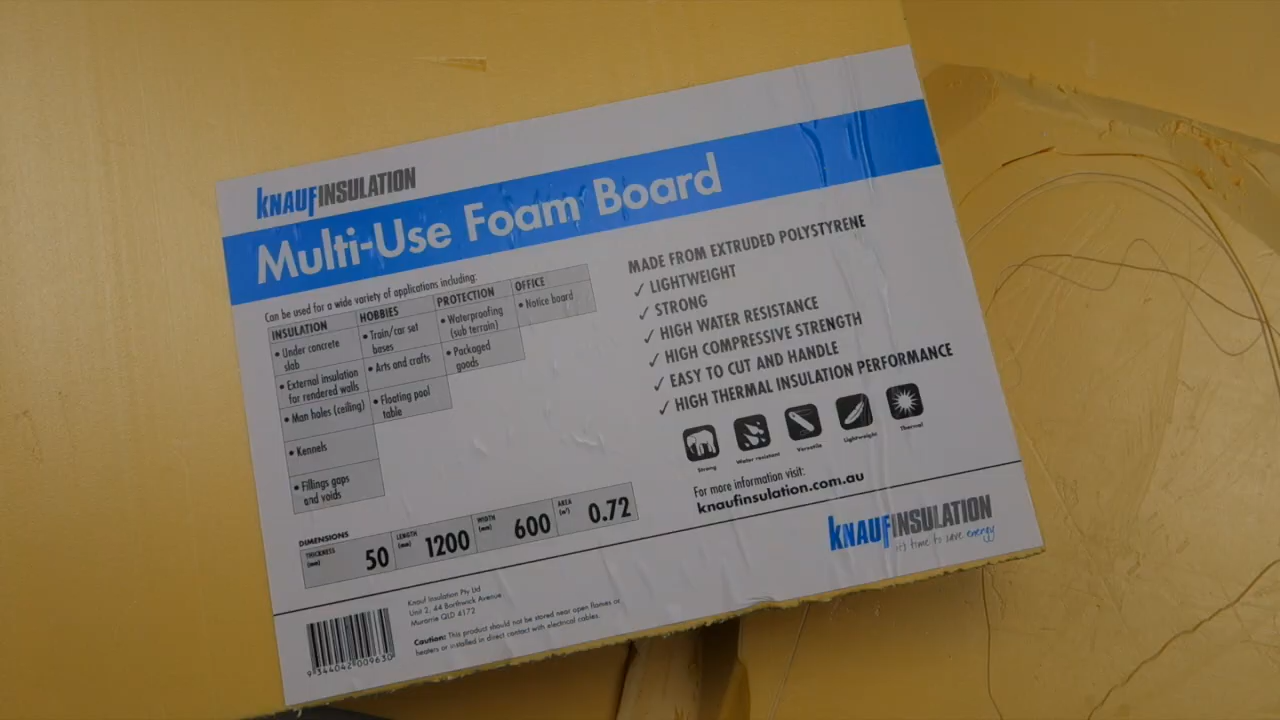 KNAUFINSULATION
Multi-Use Foam Board
Can be used for a wide variety of applications including:
INSULATION
• Under concrete
slab
• External insulation
for rendered walls
• Man holes (ceiling)
• Kennels
• Fillings gaps
and voids
HOBBIES
• Train/car set
bases
• Arts and crafts
• Floating pool
table
PROTECTION
• Waterproofing
(sub terrain)
• Packaged
goods
OFFICE
• Notice board
MADE FROM EXTRUDED POLYSTYRENE
✓ LIGHTWEIGHT
✓ STRONG
✓ HIGH WATER RESISTANCE
✓ HIGH COMPRESSIVE STRENGTH
✓ EASY TO CUT AND HANDLE
✓ HIGH THERMAL INSULATION PERFORMANCE
Strong
Water resistant
Versatile
Lightweight
Thermal
For more information visit:
knaufinsulation.com.au
DIMENSIONS
THICKNESS (mm) 50
LENGTH (mm) 1200
WIDTH (mm) 600
AREA (m²) 0.72
KNAUFINSULATION
it's time to save energy
Knauf Insulation Pty Ltd
Unit 2, 44 Borthwick Avenue
Murarrie QLD 4172
Caution: This product should not be stored near open flames or
heaters or installed in direct contact with electrical cables.
9 344042 009630